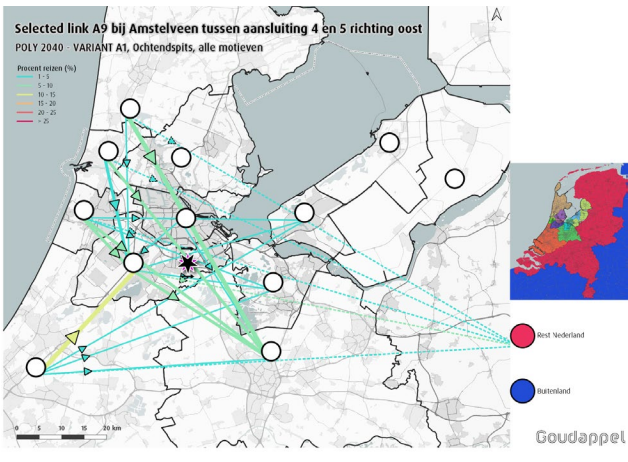 Selected link A9 bij Amstelveen tussen aansluiting 4 en 5 richting oost
POLY 2040 - VARIANT A1, Ochtendspits, alle motieven
Procent reizen (%)
1 - 5
5 - 10
10 - 15
15 - 20
20 - 25
> 25
Rest Nederland
Buitenland
0 5 10 15 20 km
Goudappel